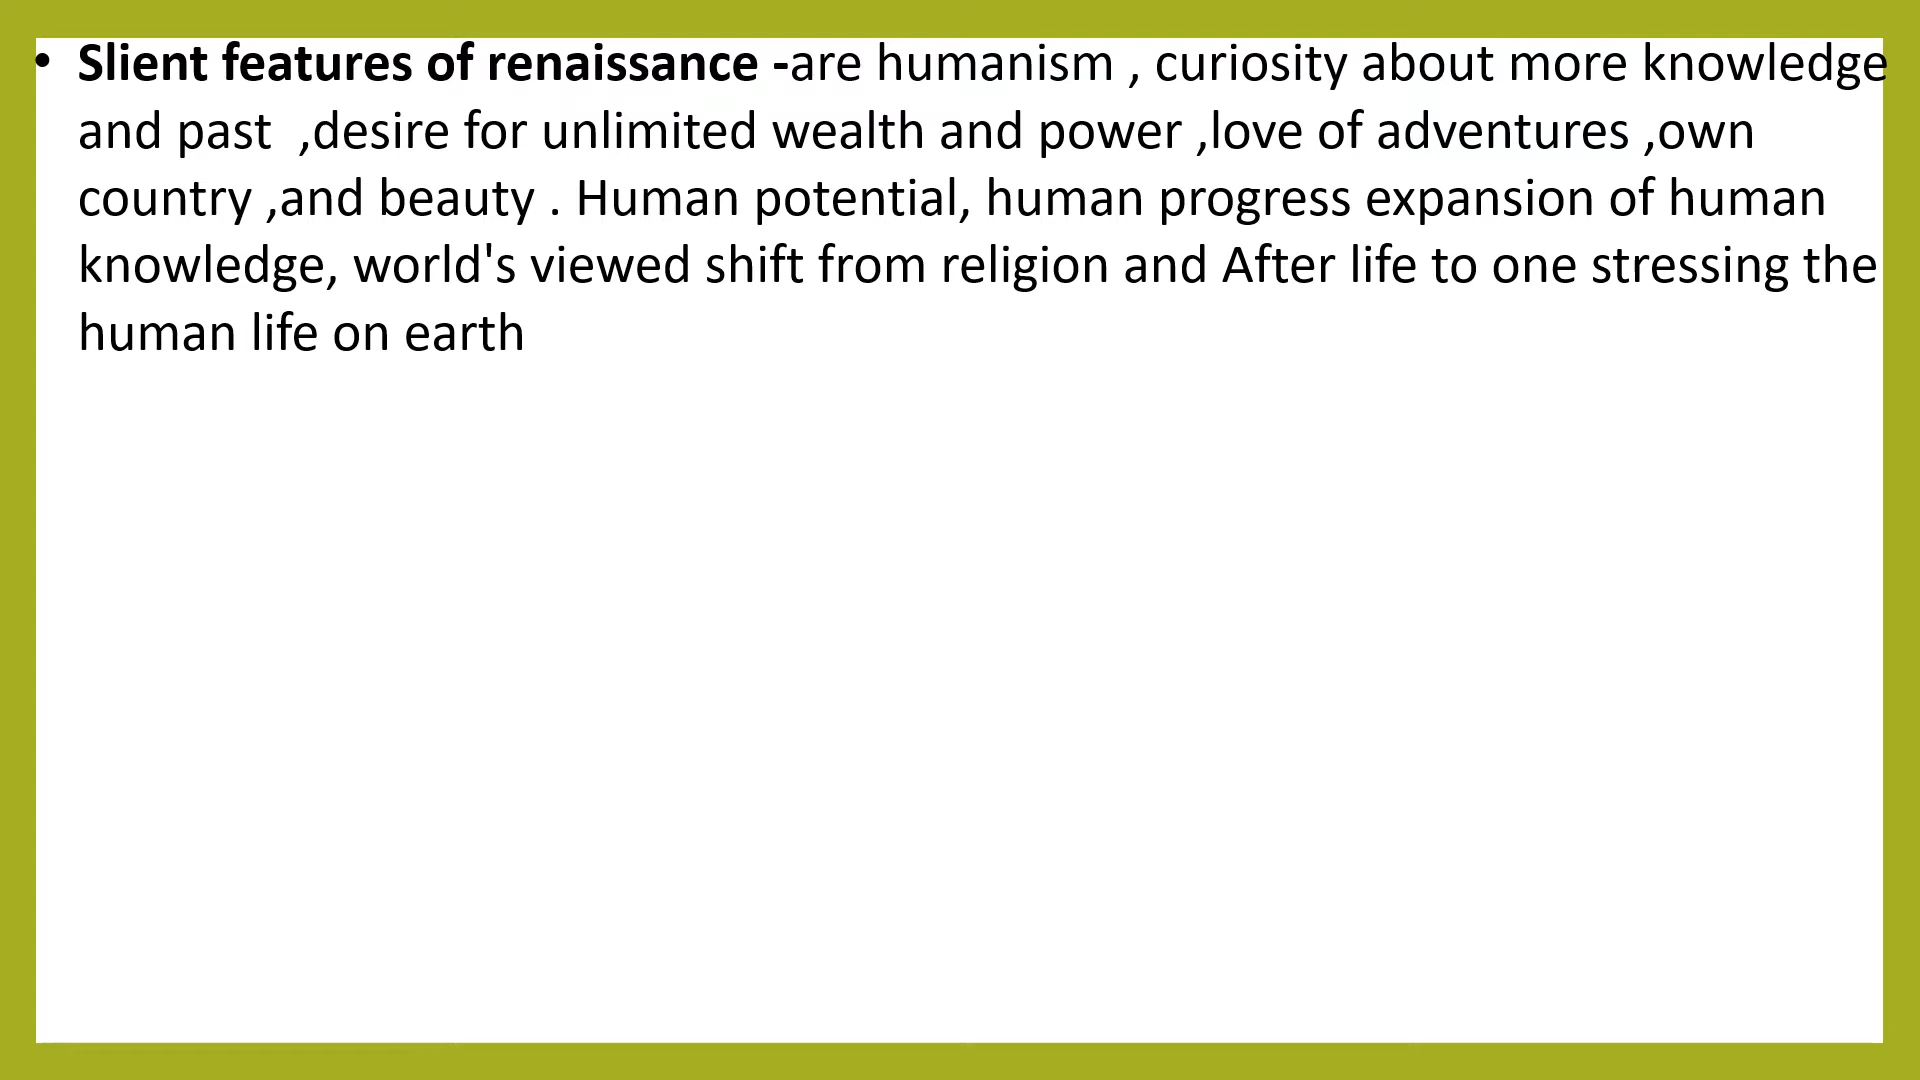 • Slient features of renaissance -are humanism , curiosity about more knowledge
and past  ,desire for unlimited wealth and power ,love of adventures ,own
country ,and beauty . Human potential, human progress expansion of human
knowledge, world's viewed shift from religion and After life to one stressing the
human life on earth